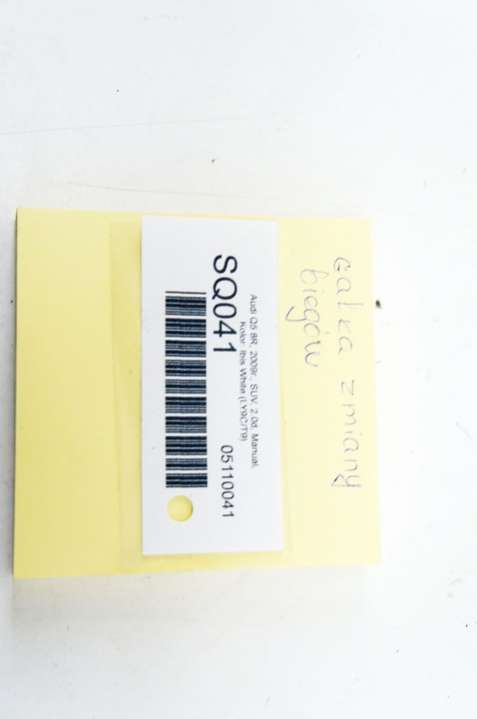 gałka zmiany
biegów
Audi Q5 8R, 2009r., SUV, 2.0d, Manual,
Kolor: Ibis White (LY9C/T9)
SQ041
05110041